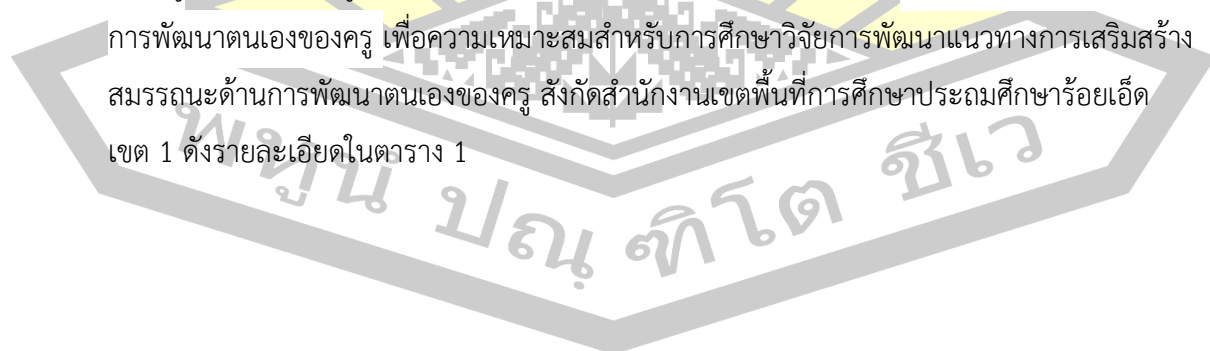 การพัฒนาตนเองของครู เพื่อความเหมาะสมสำหรับการศึกษาวิจัยการพัฒนาแนวทางการเสริมสร้าง
สมรรถนะด้านการพัฒนาตนเองของครู สังกัดสำนักงานเขตพื้นที่การศึกษาประถมศึกษาร้อยเอ็ด
เขต 1 ดังรายละเอียดในตาราง 1
พหูนํ ปณฺฑิโต ชีเว